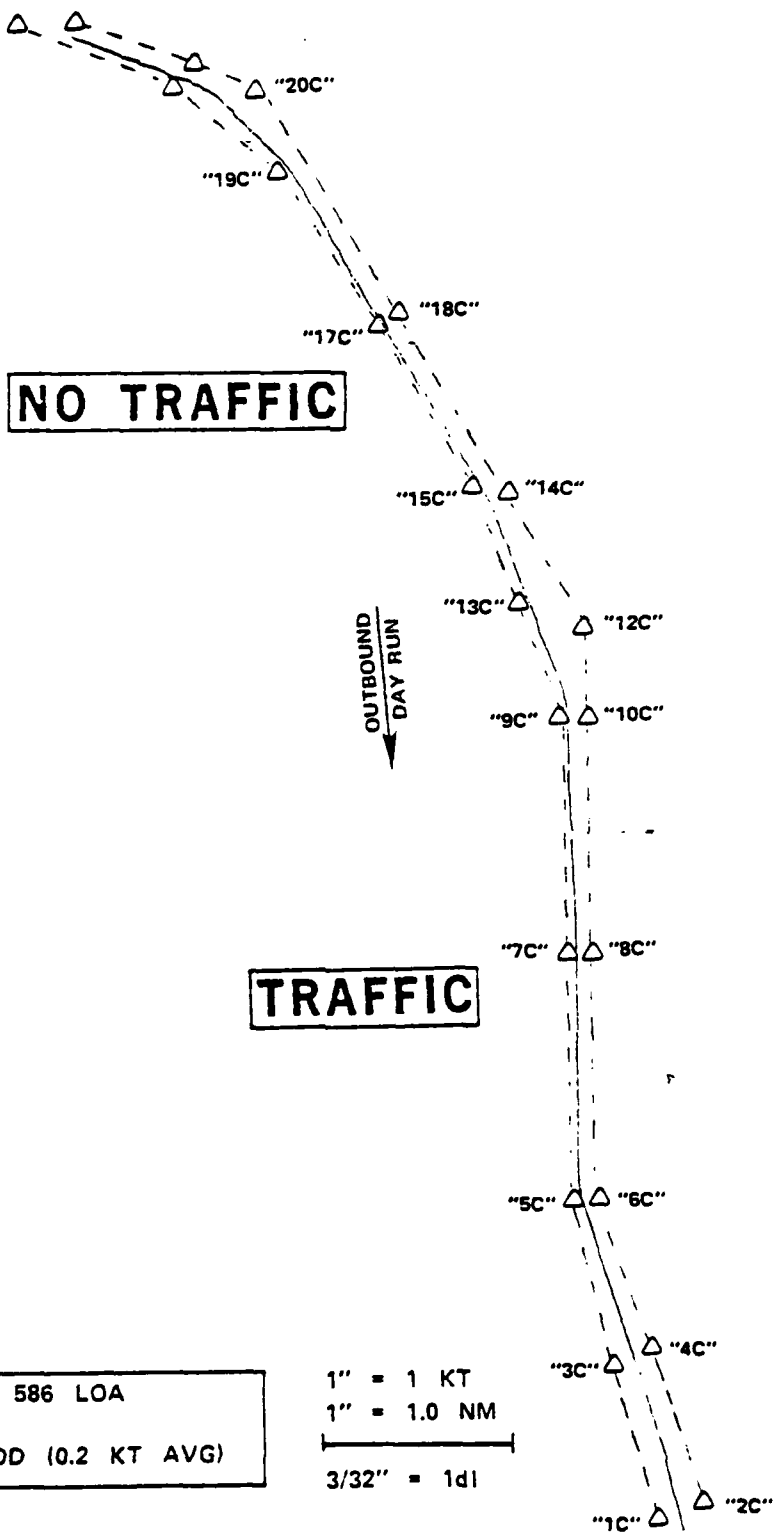 "20C"
"19C"
"18C"
"17C"
NO TRAFFIC
"15C"
"14C"
"13C"
"12C"
OUTBOUND
DAY RUN
"9C"
"10C"
"7C"
"8C"
TRAFFIC
"5C"
"6C"
"4C"
"3C"
586 LOA
(0.2 KT AVG)
1" = 1 KT
1" = 1.0 NM
3/32" = 1dl
"2C"
"1C"